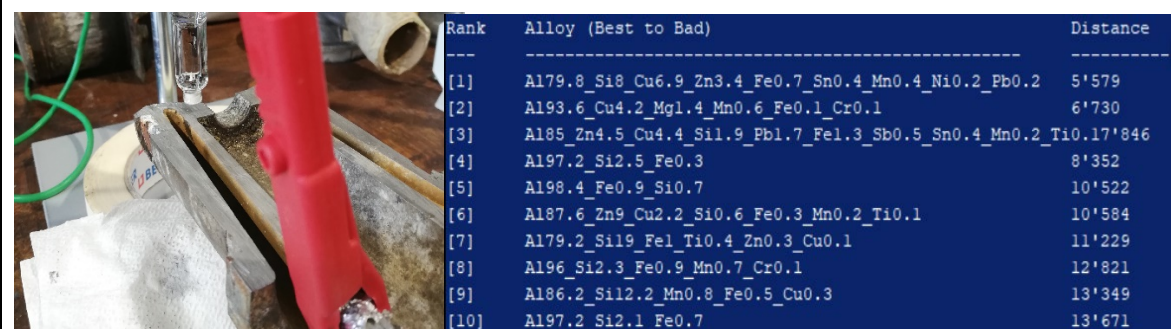 Rank Alloy (Best to Bad) Distance
--- -------------------------------------------------- ----------
[1] Al79.8_Si8_Cu6.9_Zn3.4_Fe0.7_Sn0.4_Mn0.4_Ni0.2_Pb0.2 5'579
[2] Al93.6_Cu4.2_Mg1.4_Mn0.6_Fe0.1_Cr0.1 6'730
[3] Al85_Zn4.5_Cu4.4_Si1.9_Pb1.7_Fe1.3_Sb0.5_Sn0.4_Mn0.2_Ti0.17'846
[4] Al97.2_Si2.5_Fe0.3 8'352
[5] Al98.4_Fe0.9_Si0.7 10'522
[6] Al87.6_Zn9_Cu2.2_Si0.6_Fe0.3_Mn0.2_Ti0.1 10'584
[7] Al79.2_Si19_Fe1_Ti0.4_Zn0.3_Cu0.1 11'229
[8] Al96_Si2.3_Fe0.9_Mn0.7_Cr0.1 12'821
[9] Al86.2_Si12.2_Mn0.8_Fe0.5_Cu0.3 13'349
[10] Al97.2_Si2.1_Fe0.7 13'671